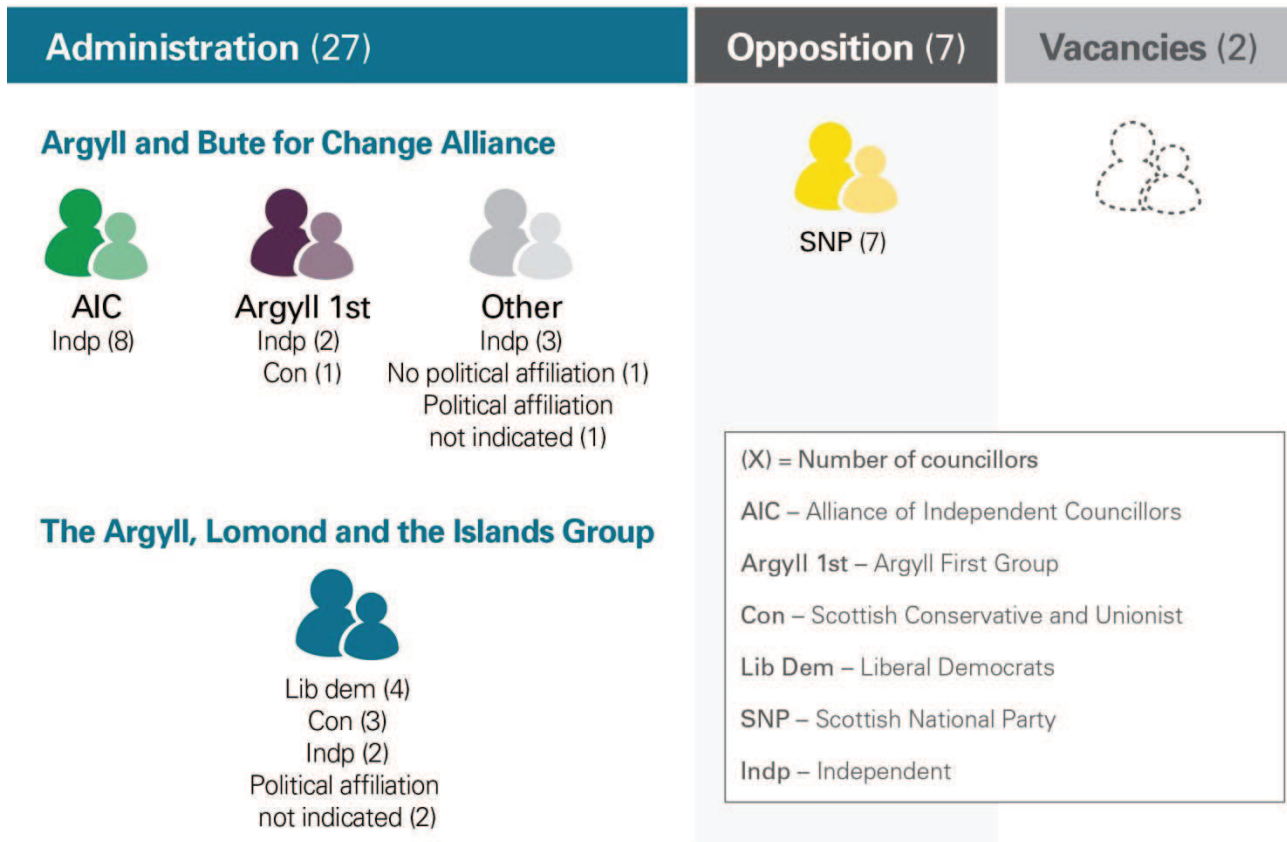 Administration (27)
Opposition (7)
Vacancies (2)
Argyll and Bute for Change Alliance
AIC
Indp (8)
Argyll 1st
Indp (2)
Con (1)
Other
Indp (3)
No political affiliation (1)
Political affiliation
not indicated (1)
SNP (7)
The Argyll, Lomond and the Islands Group
Lib dem (4)
Con (3)
Indp (2)
Political affiliation
not indicated (2)
(X) = Number of councillors
AIC – Alliance of Independent Councillors
Argyll 1st – Argyll First Group
Con – Scottish Conservative and Unionist
Lib Dem – Liberal Democrats
SNP – Scottish National Party
Indp – Independent